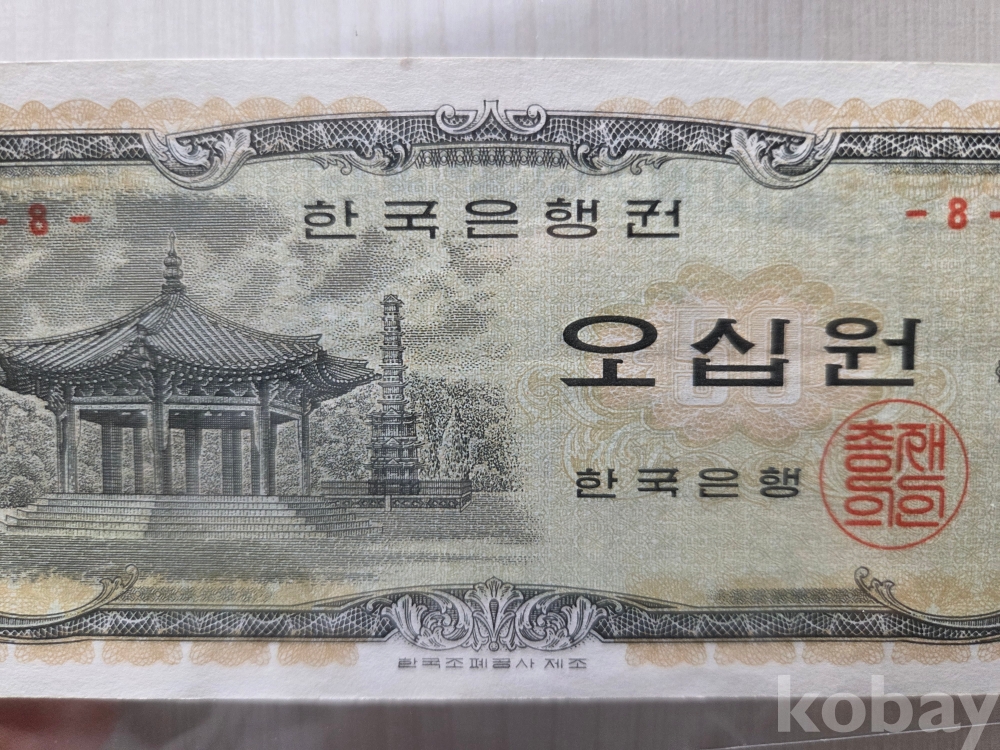 한국은행권
- 8 -
- 8 -
오십원
50
한국은행
총재의인
한국조폐공사 제조
kobay